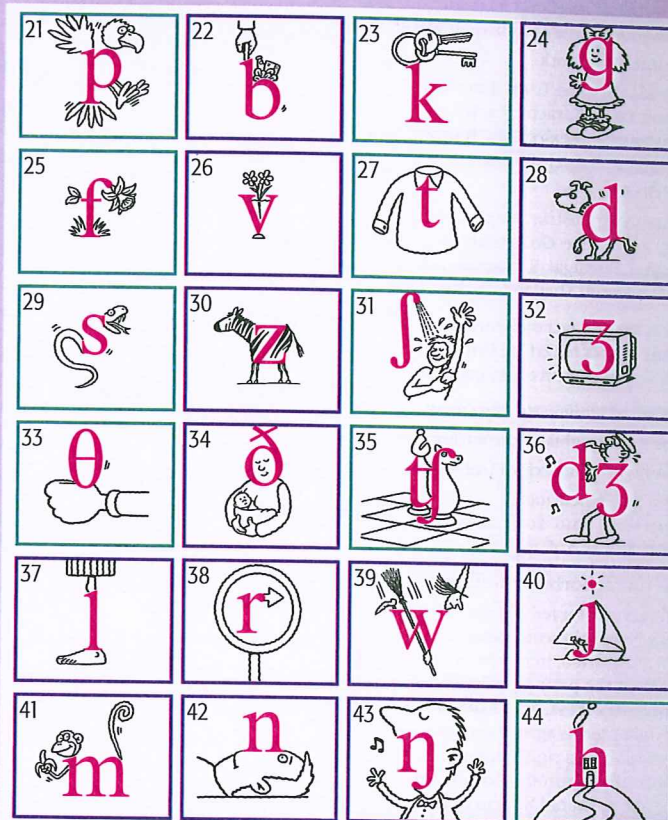 21 p 22 b 23 k 24 g
25 f 26 v 27 t 28 d
29 s 30 z 31 ʃ 32 ʒ
33 θ 34 ð 35 tʃ 36 dʒ
37 l 38 r 39 w 40 j
41 m 42 n 43 ŋ 44 h